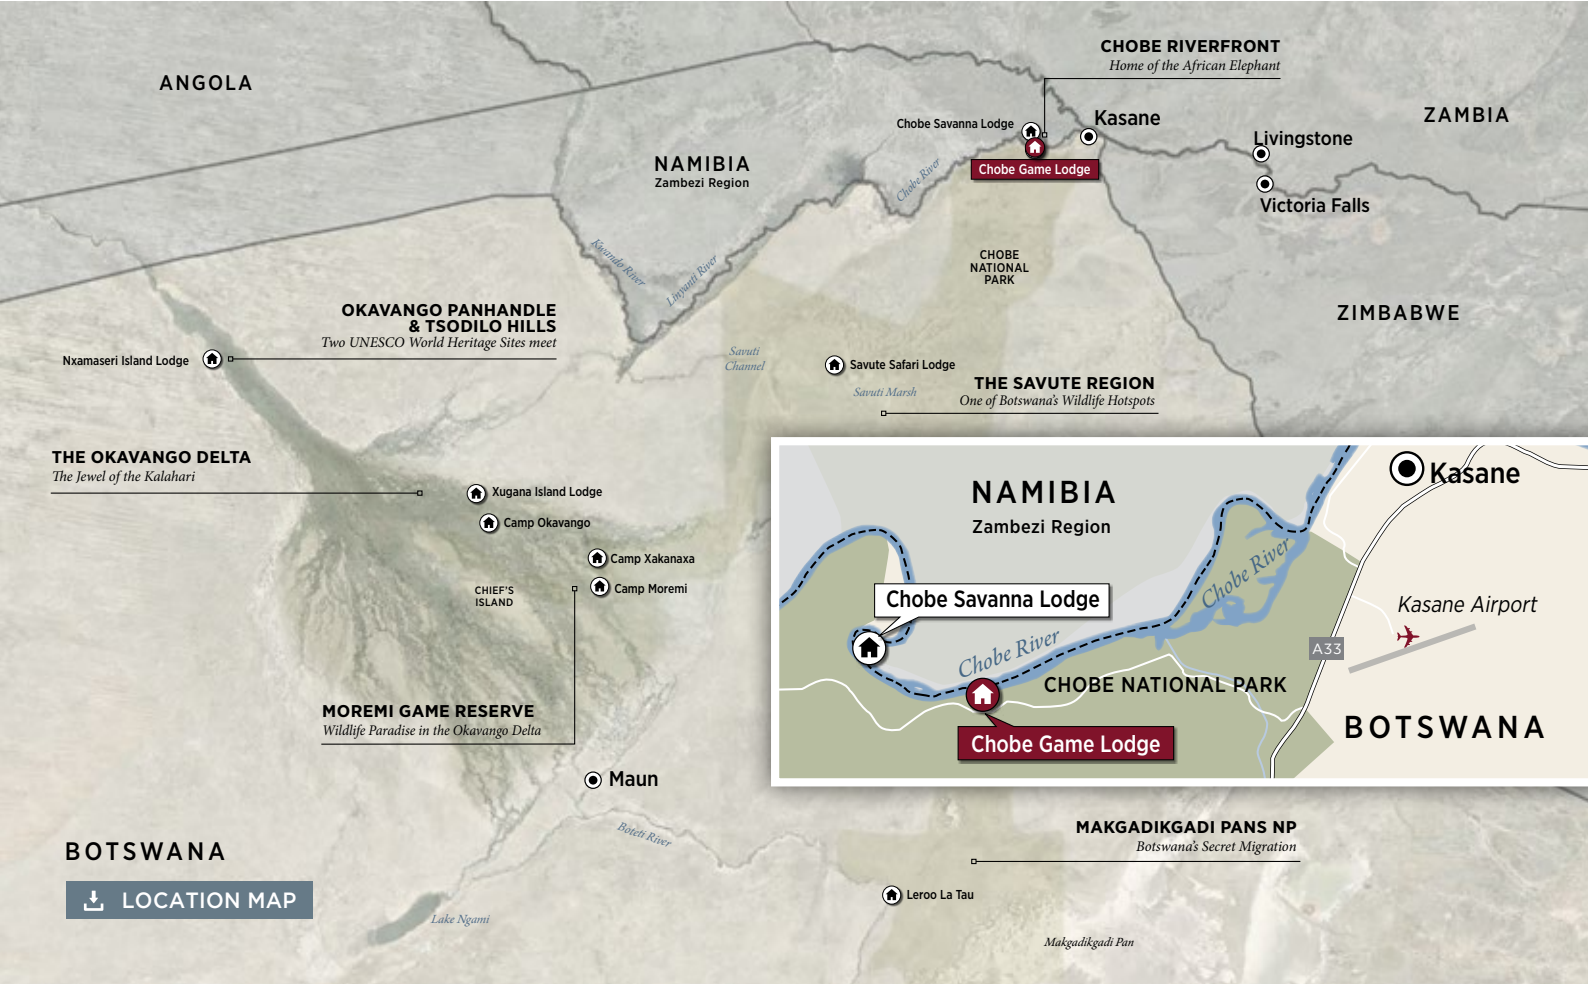 ANGOLA
CHOBE RIVERFRONT
Home of the African Elephant
ZAMBIA
Chobe Savanna Lodge
Kasane
Livingstone
NAMIBIA
Zambezi Region
Chobe River
Chobe Game Lodge
Victoria Falls
CHOBE
NATIONAL
PARK
Kwando River
Linyanti River
ZIMBABWE
OKAVANGO PANHANDLE
& TSODILO HILLS
Two UNESCO World Heritage Sites meet
Nxamaseri Island Lodge
Savuti
Channel
Savute Safari Lodge
Savuti Marsh
THE SAVUTE REGION
One of Botswana's Wildlife Hotspots
THE OKAVANGO DELTA
The Jewel of the Kalahari
Xugana Island Lodge
Camp Okavango
Camp Xakanaxa
Camp Moremi
CHIEF'S
ISLAND
MOREMI GAME RESERVE
Wildlife Paradise in the Okavango Delta
Maun
Boteti River
NAMIBIA
Zambezi Region
Kasane
Chobe River
Chobe Savanna Lodge
Kasane Airport
A33
Chobe River
CHOBE NATIONAL PARK
BOTSWANA
Chobe Game Lodge
MAKGADIKGADI PANS NP
Botswana's Secret Migration
BOTSWANA
LOCATION MAP
Leroo La Tau
Lake Ngami
Makgadikgadi Pan